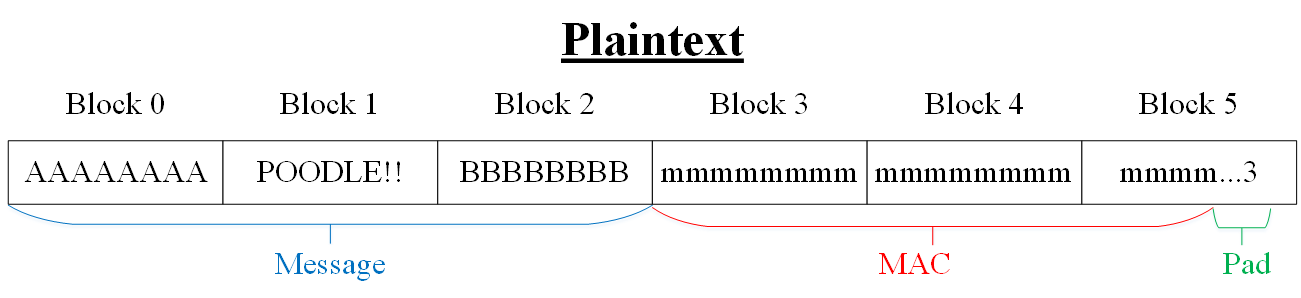 Plaintext
Block 0 Block 1 Block 2 Block 3 Block 4 Block 5
AAAAAAAA POODLE!! BBBBBBBB mmmmmmmm mmmmmmmm mmmm...3
Message MAC Pad